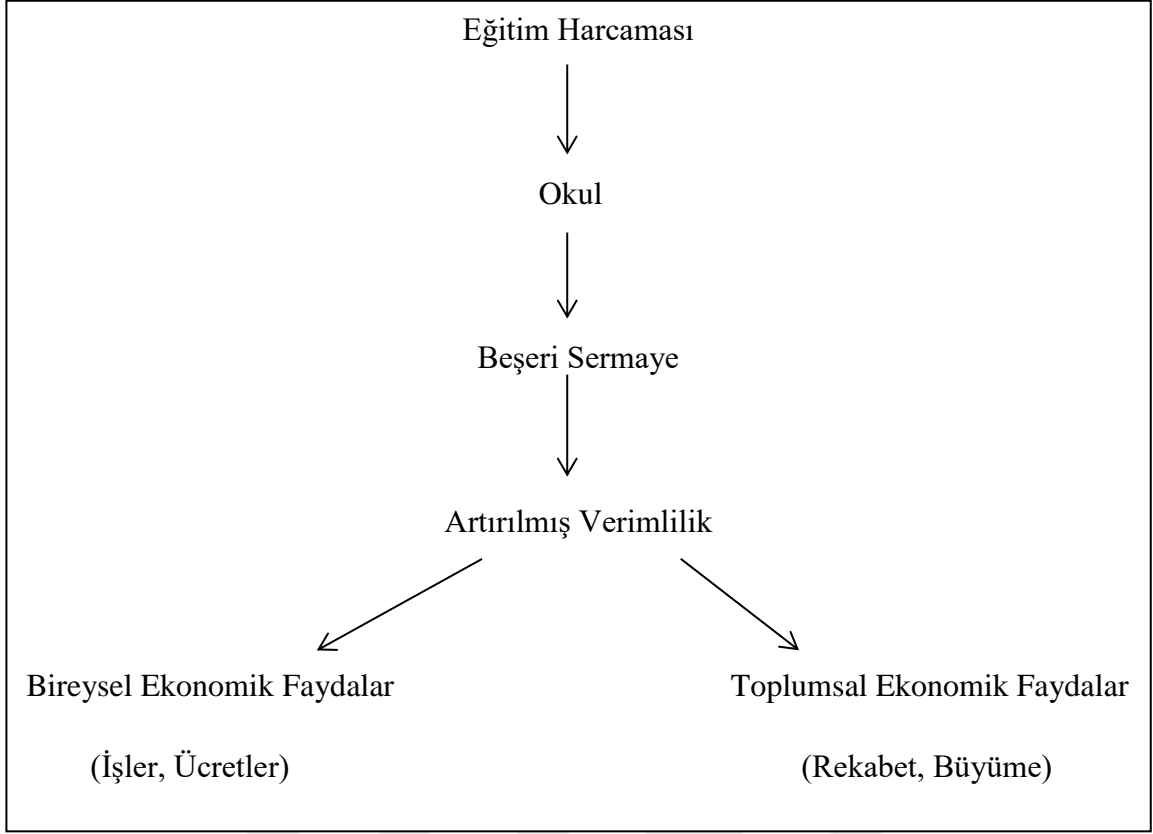 Eğitim Harcaması
Okul
Beşeri Sermaye
Artırılmış Verimlilik
Bireysel Ekonomik Faydalar
(İşler, Ücretler)
Toplumsal Ekonomik Faydalar
(Rekabet, Büyüme)